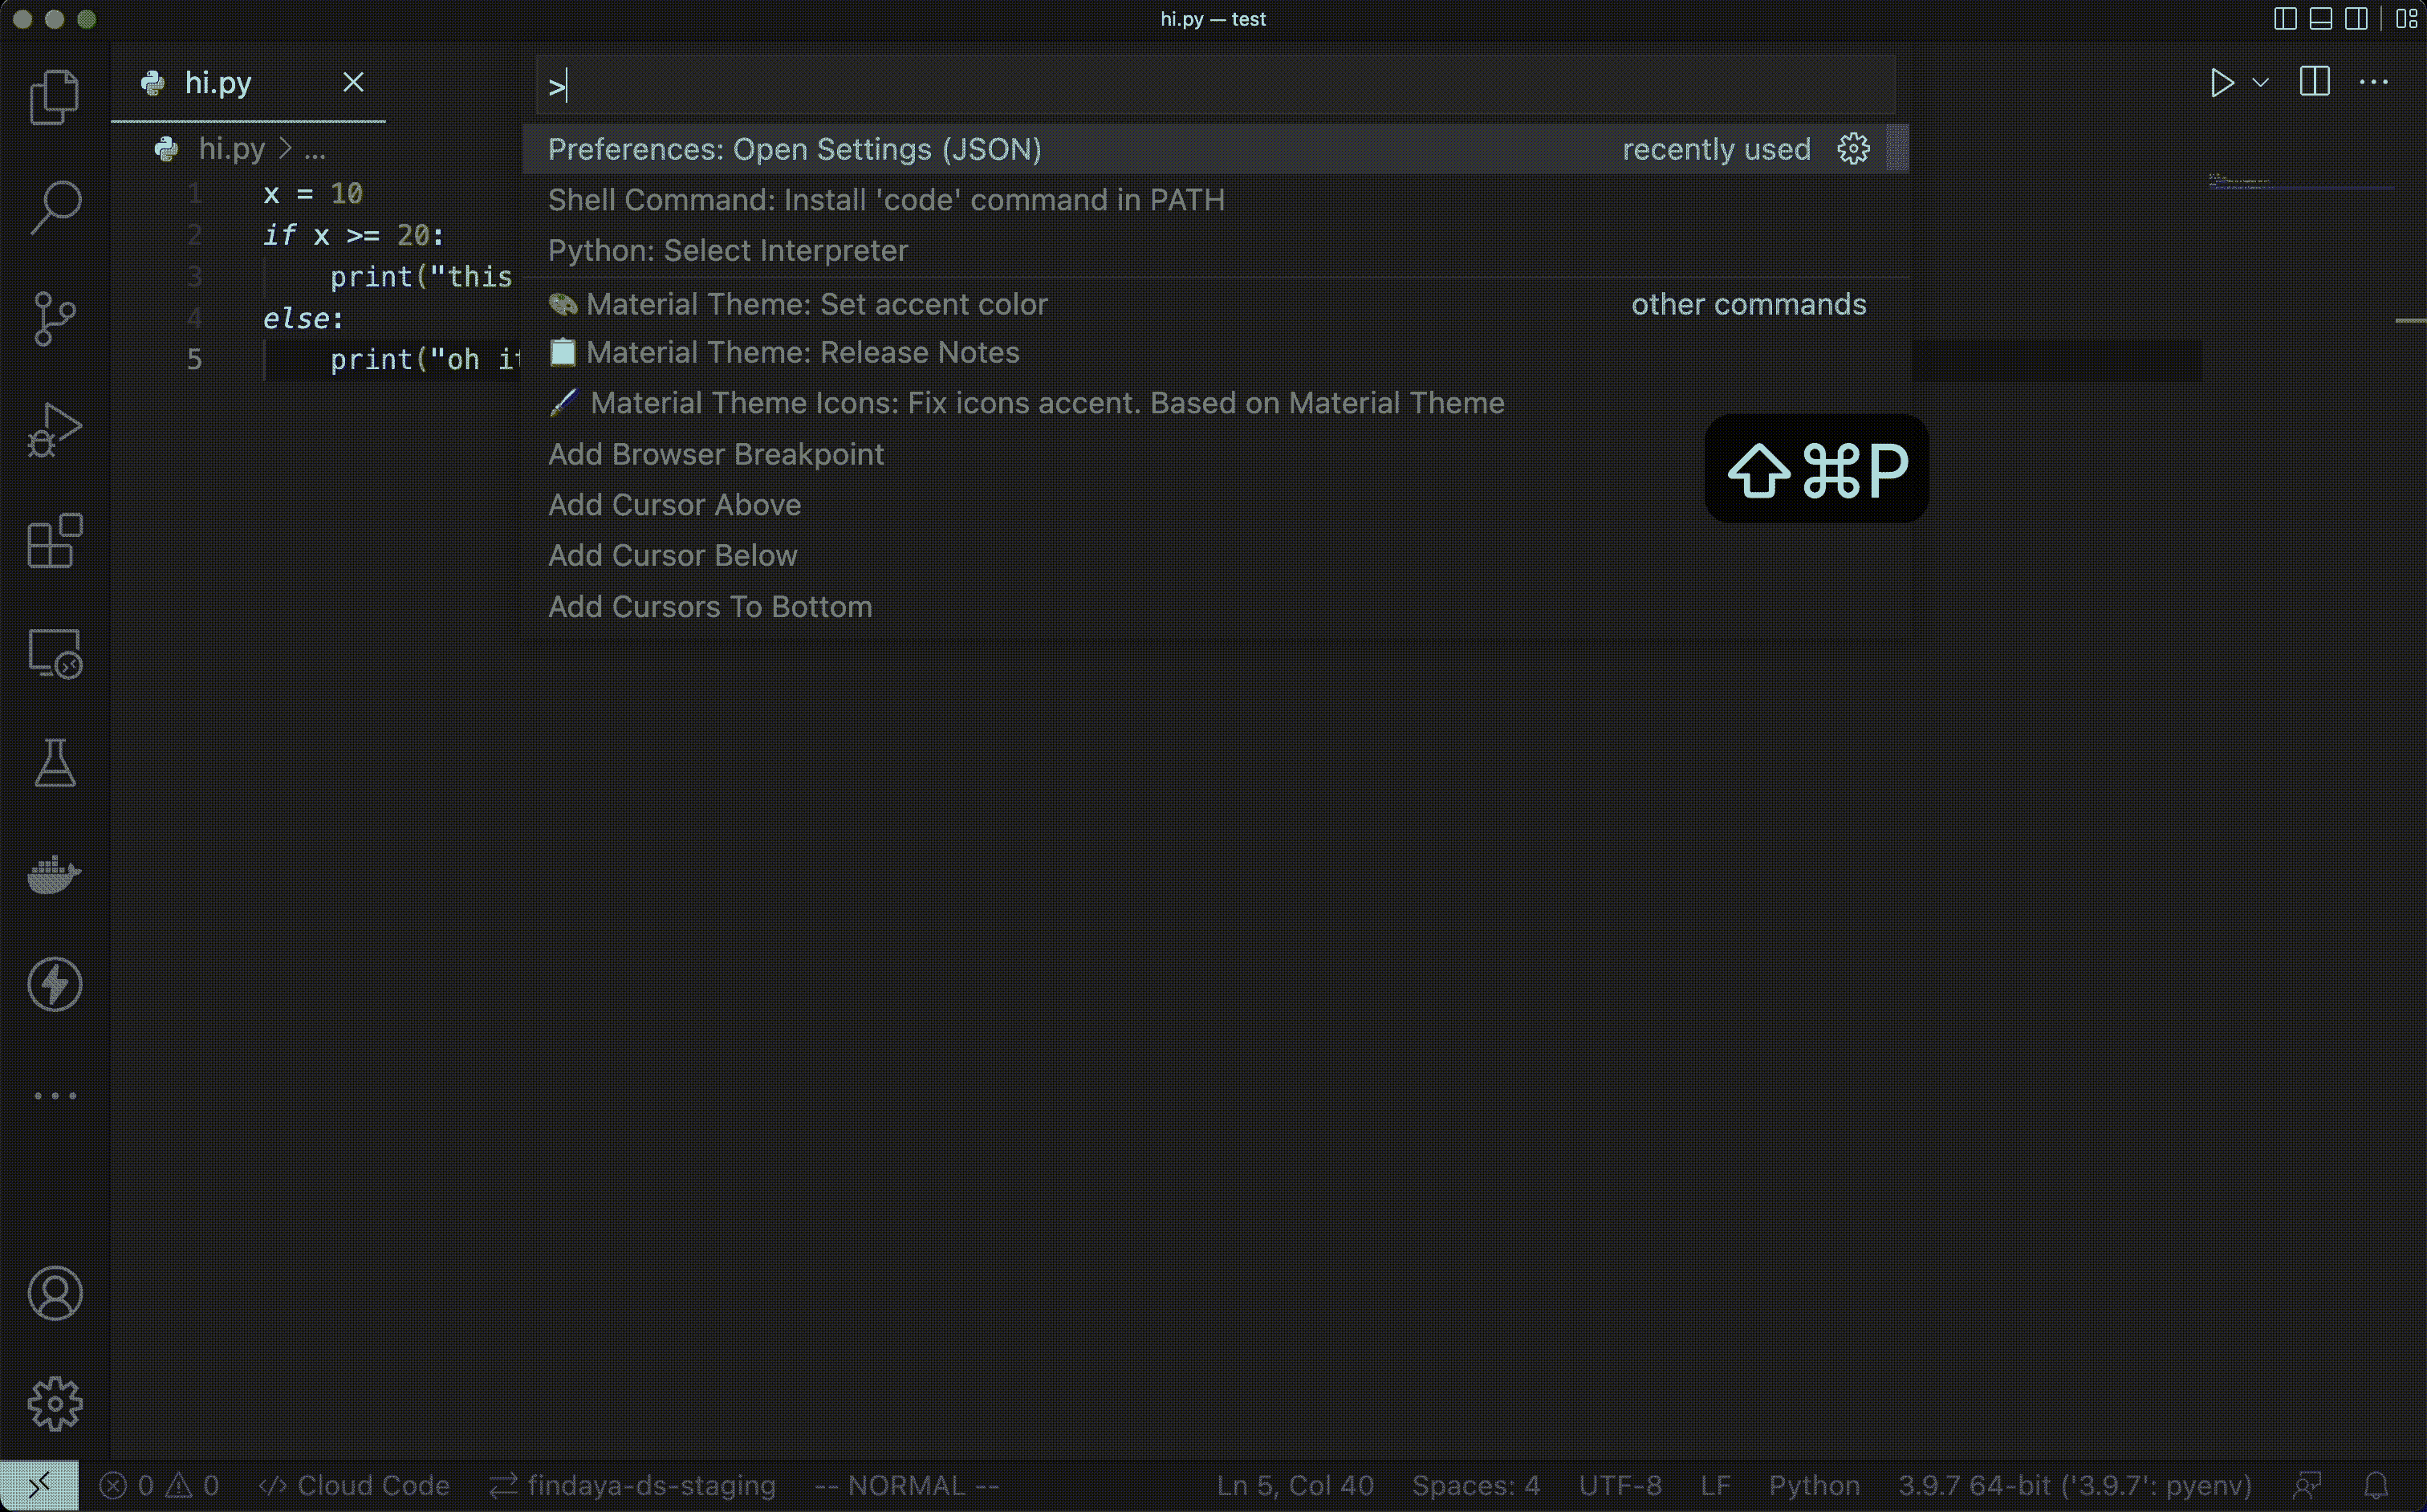 hi.py — test
hi.py
>
hi.py > ...
Preferences: Open Settings (JSON) recently used
Shell Command: Install 'code' command in PATH
Python: Select Interpreter
Material Theme: Set accent color other commands
Material Theme: Release Notes
Material Theme Icons: Fix icons accent. Based on Material Theme
Add Browser Breakpoint
Add Cursor Above
Add Cursor Below
Add Cursors To Bottom
1 x = 10
2 if x >= 20:
3 print("this
4 else:
5 print("oh it
⇧⌘P
0 0 </> Cloud Code findaya-ds-staging -- NORMAL -- Ln 5, Col 40 Spaces: 4 UTF-8 LF Python 3.9.7 64-bit ('3.9.7': pyenv)